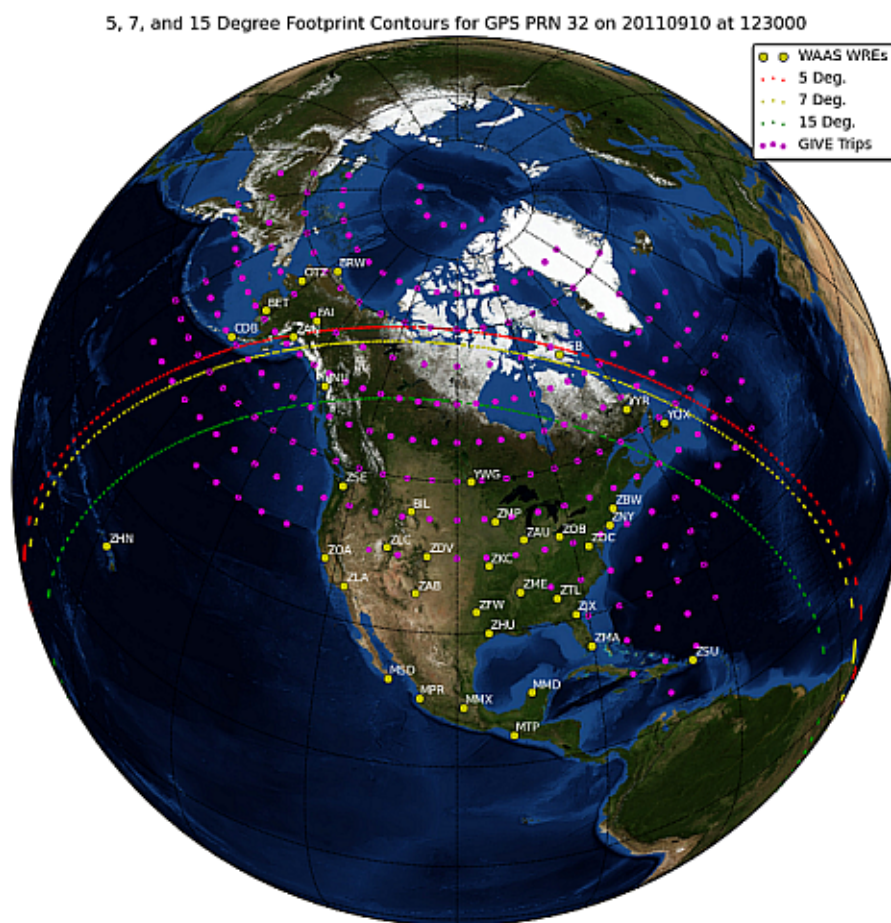 5, 7, and 15 Degree Footprint Contours for GPS PRN 32 on 20110910 at 123000
WAAS WREs
5 Deg.
7 Deg.
15 Deg.
GIVE Trips
BRW
OTZ
BET
FAI
CDB
YYR
YQX
ZSE
YWG
BIL
ZMP
ZBW
ZNY
ZHN
ZAU
ZOB
ZDC
ZOA
ZLC
ZDV
ZKC
ZLA
ZAB
ZME
ZTL
ZFW
ZJX
ZHU
ZMA
ZSU
MSD
MPR
MMX
MMD
MTP